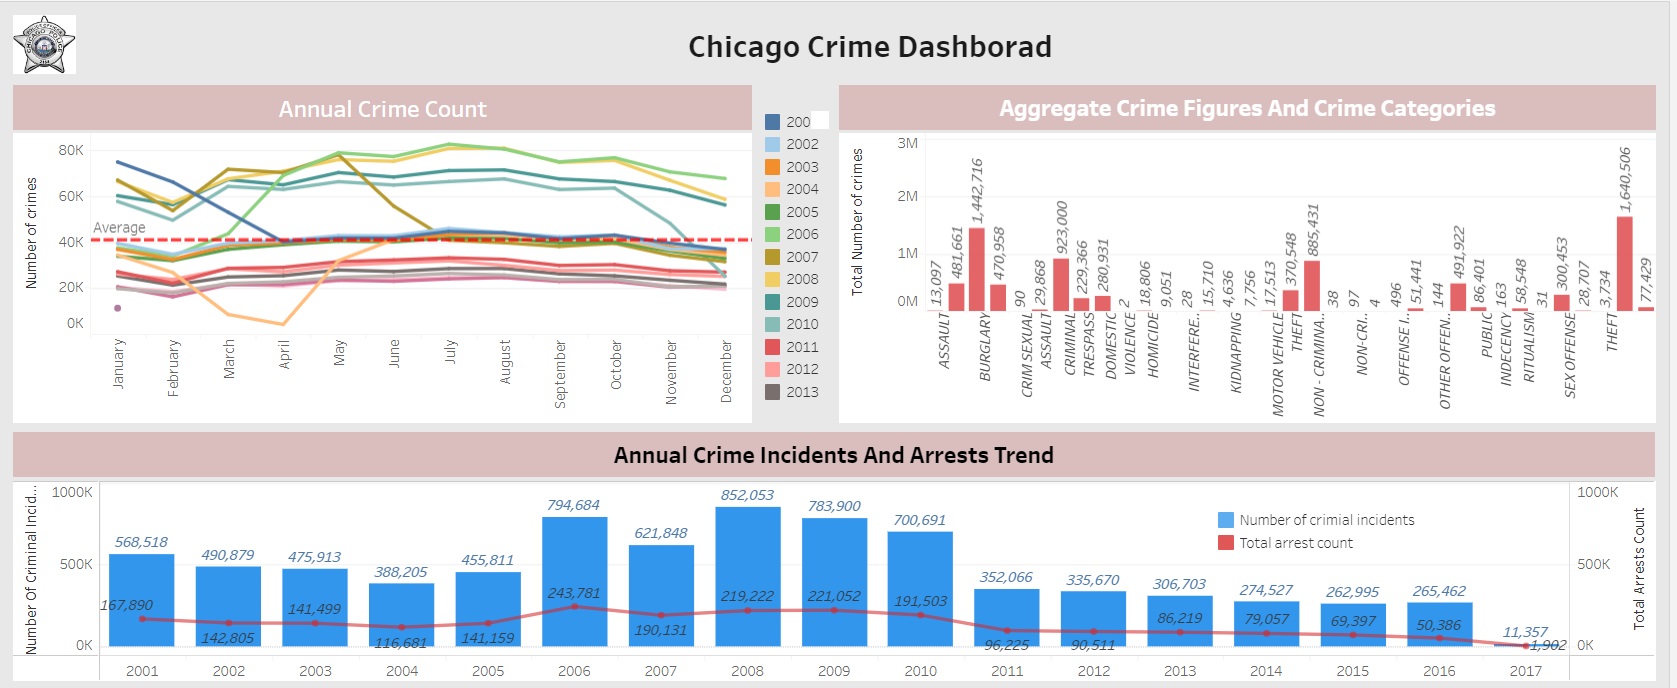 CHICAGO POLICE
Chicago Crime Dashborad
Annual Crime Count
Number of crimes
80K
60K
40K
20K
0K
Average
January
February
March
April
May
June
July
August
September
October
November
December
200
2002
2003
2004
2005
2006
2007
2008
2009
2010
2011
2012
2013
Aggregate Crime Figures And Crime Categories
Total Number of crimes
3M
2M
1M
0M
13,097
481,661
1,442,716
470,958
90
29,868
923,000
229,366
280,931
2
18,806
9,051
28
15,710
4,636
7,756
17,513
370,548
885,431
38
97
4
496
51,441
144
491,922
86,401
163
58,548
31
300,453
28,707
3,734
1,640,506
77,429
ASSAULT
BURGLARY
CRIM SEXUAL
ASSAULT
CRIMINAL
TRESPASS
DOMESTIC
VIOLENCE
HOMICIDE
INTERFERE..
KIDNAPPING
MOTOR VEHICLE
THEFT
NON - CRIMINA..
NON-CRI..
OFFENSE I..
OTHER OFFEN..
PUBLIC
INDECENCY
RITUALISM
SEX OFFENSE
THEFT
Annual Crime Incidents And Arrests Trend
Number Of Criminal Incid...
1000K
500K
0K
568,518
490,879
475,913
388,205
455,811
794,684
621,848
852,053
783,900
700,691
352,066
335,670
306,703
274,527
262,995
265,462
11,357
167,890
142,805
141,499
116,681
141,159
243,781
190,131
219,222
221,052
191,503
96,225
90,511
86,219
79,057
69,397
50,386
1,902
Number of crimial incidents
Total arrest count
1000K
500K
0K
Total Arrests Count
2001
2002
2003
2004
2005
2006
2007
2008
2009
2010
2011
2012
2013
2014
2015
2016
2017